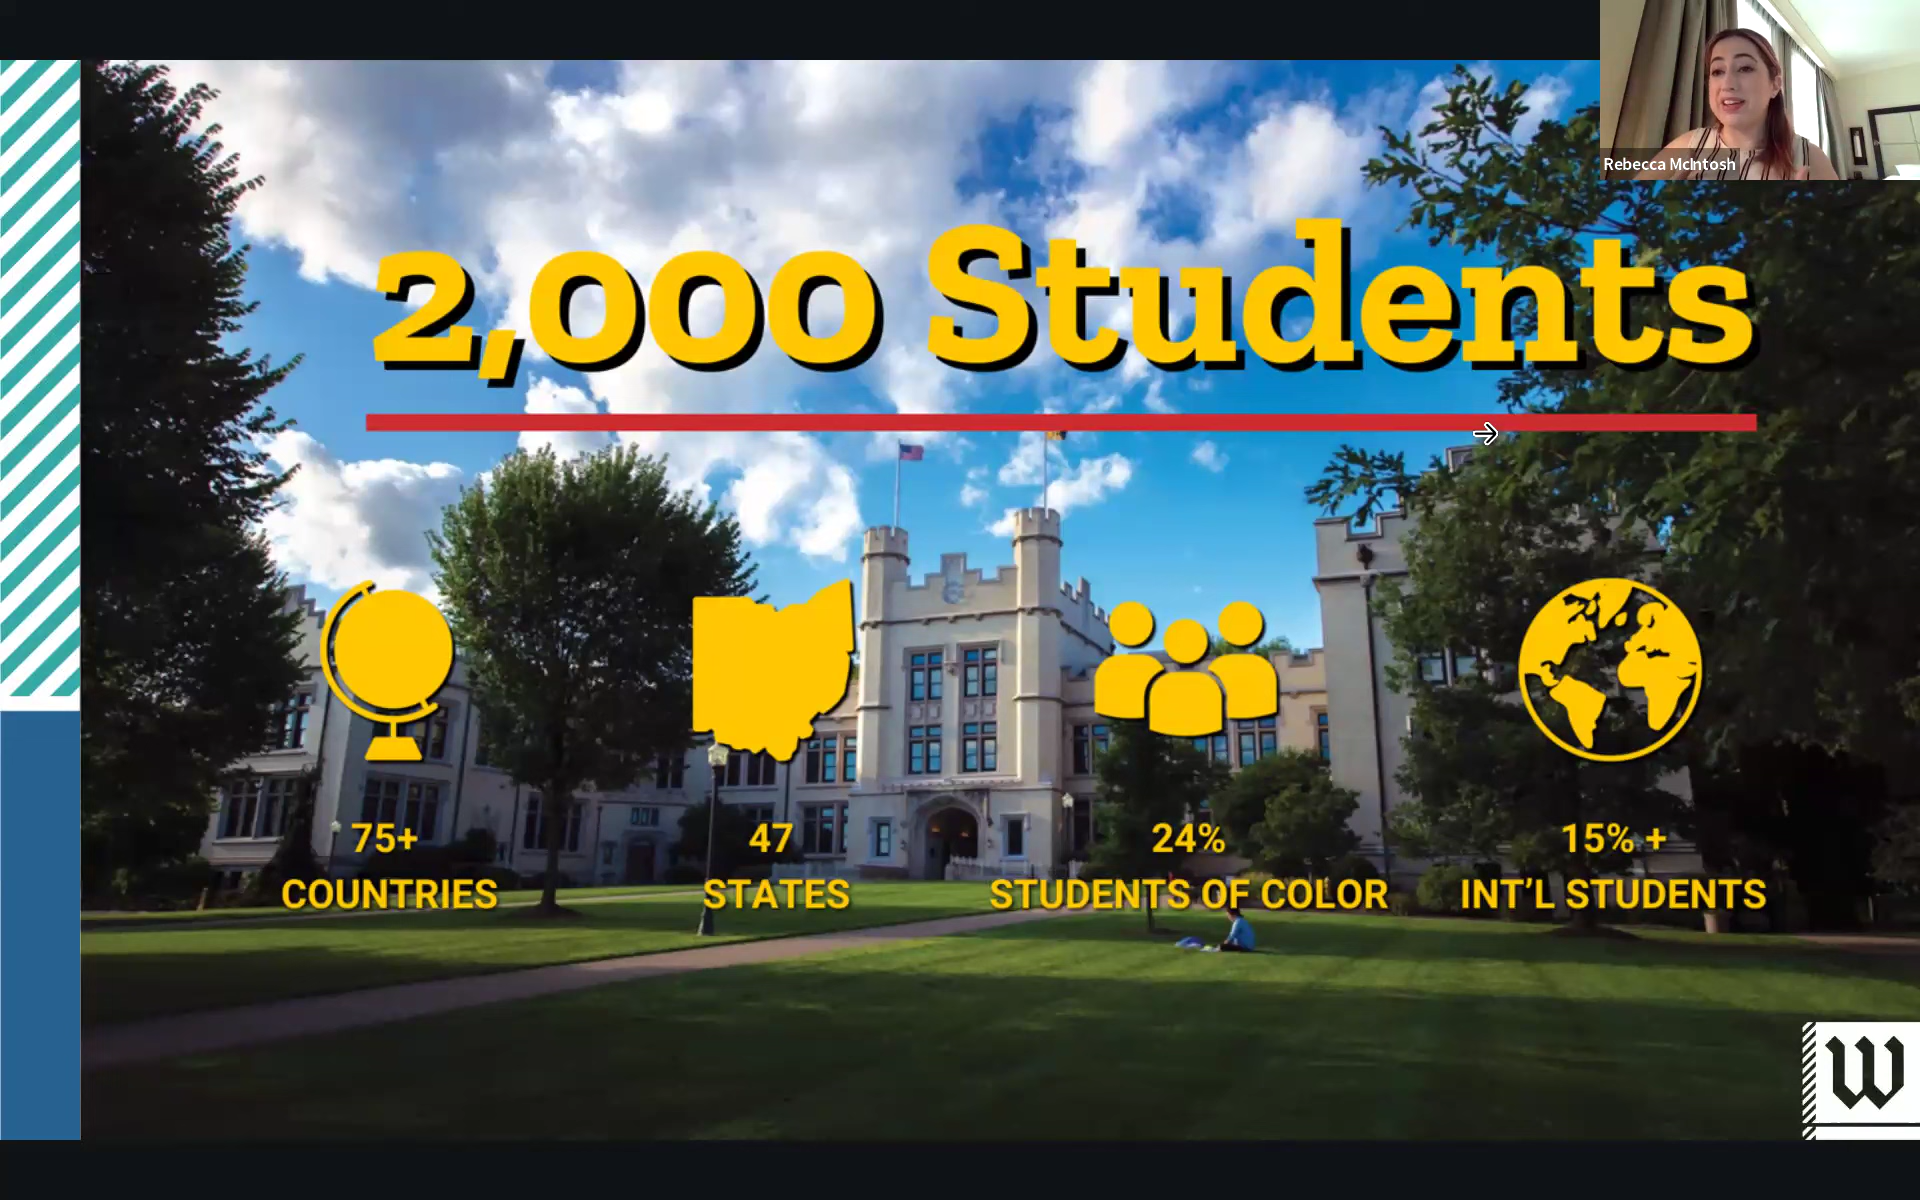 Rebecca McIntosh
2,000 Students
75+
COUNTRIES
47
STATES
24%
STUDENTS OF COLOR
15% +
INT'L STUDENTS
W